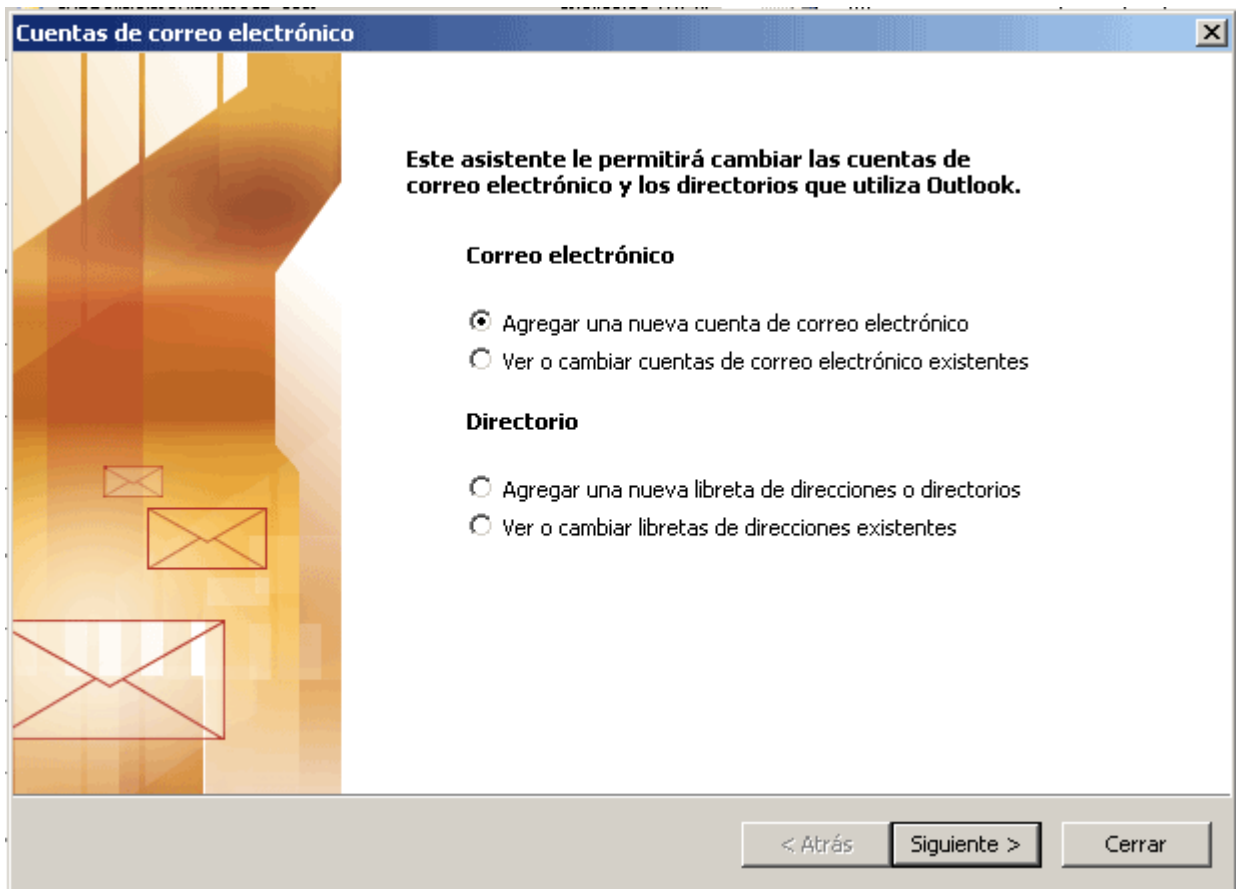 Cuentas de correo electrónico
Este asistente le permitirá cambiar las cuentas de
correo electrónico y los directorios que utiliza Outlook.
Correo electrónico
Agregar una nueva cuenta de correo electrónico
Ver o cambiar cuentas de correo electrónico existentes
Directorio
Agregar una nueva libreta de direcciones o directorios
Ver o cambiar libretas de direcciones existentes
< Atrás
Siguiente >
Cerrar